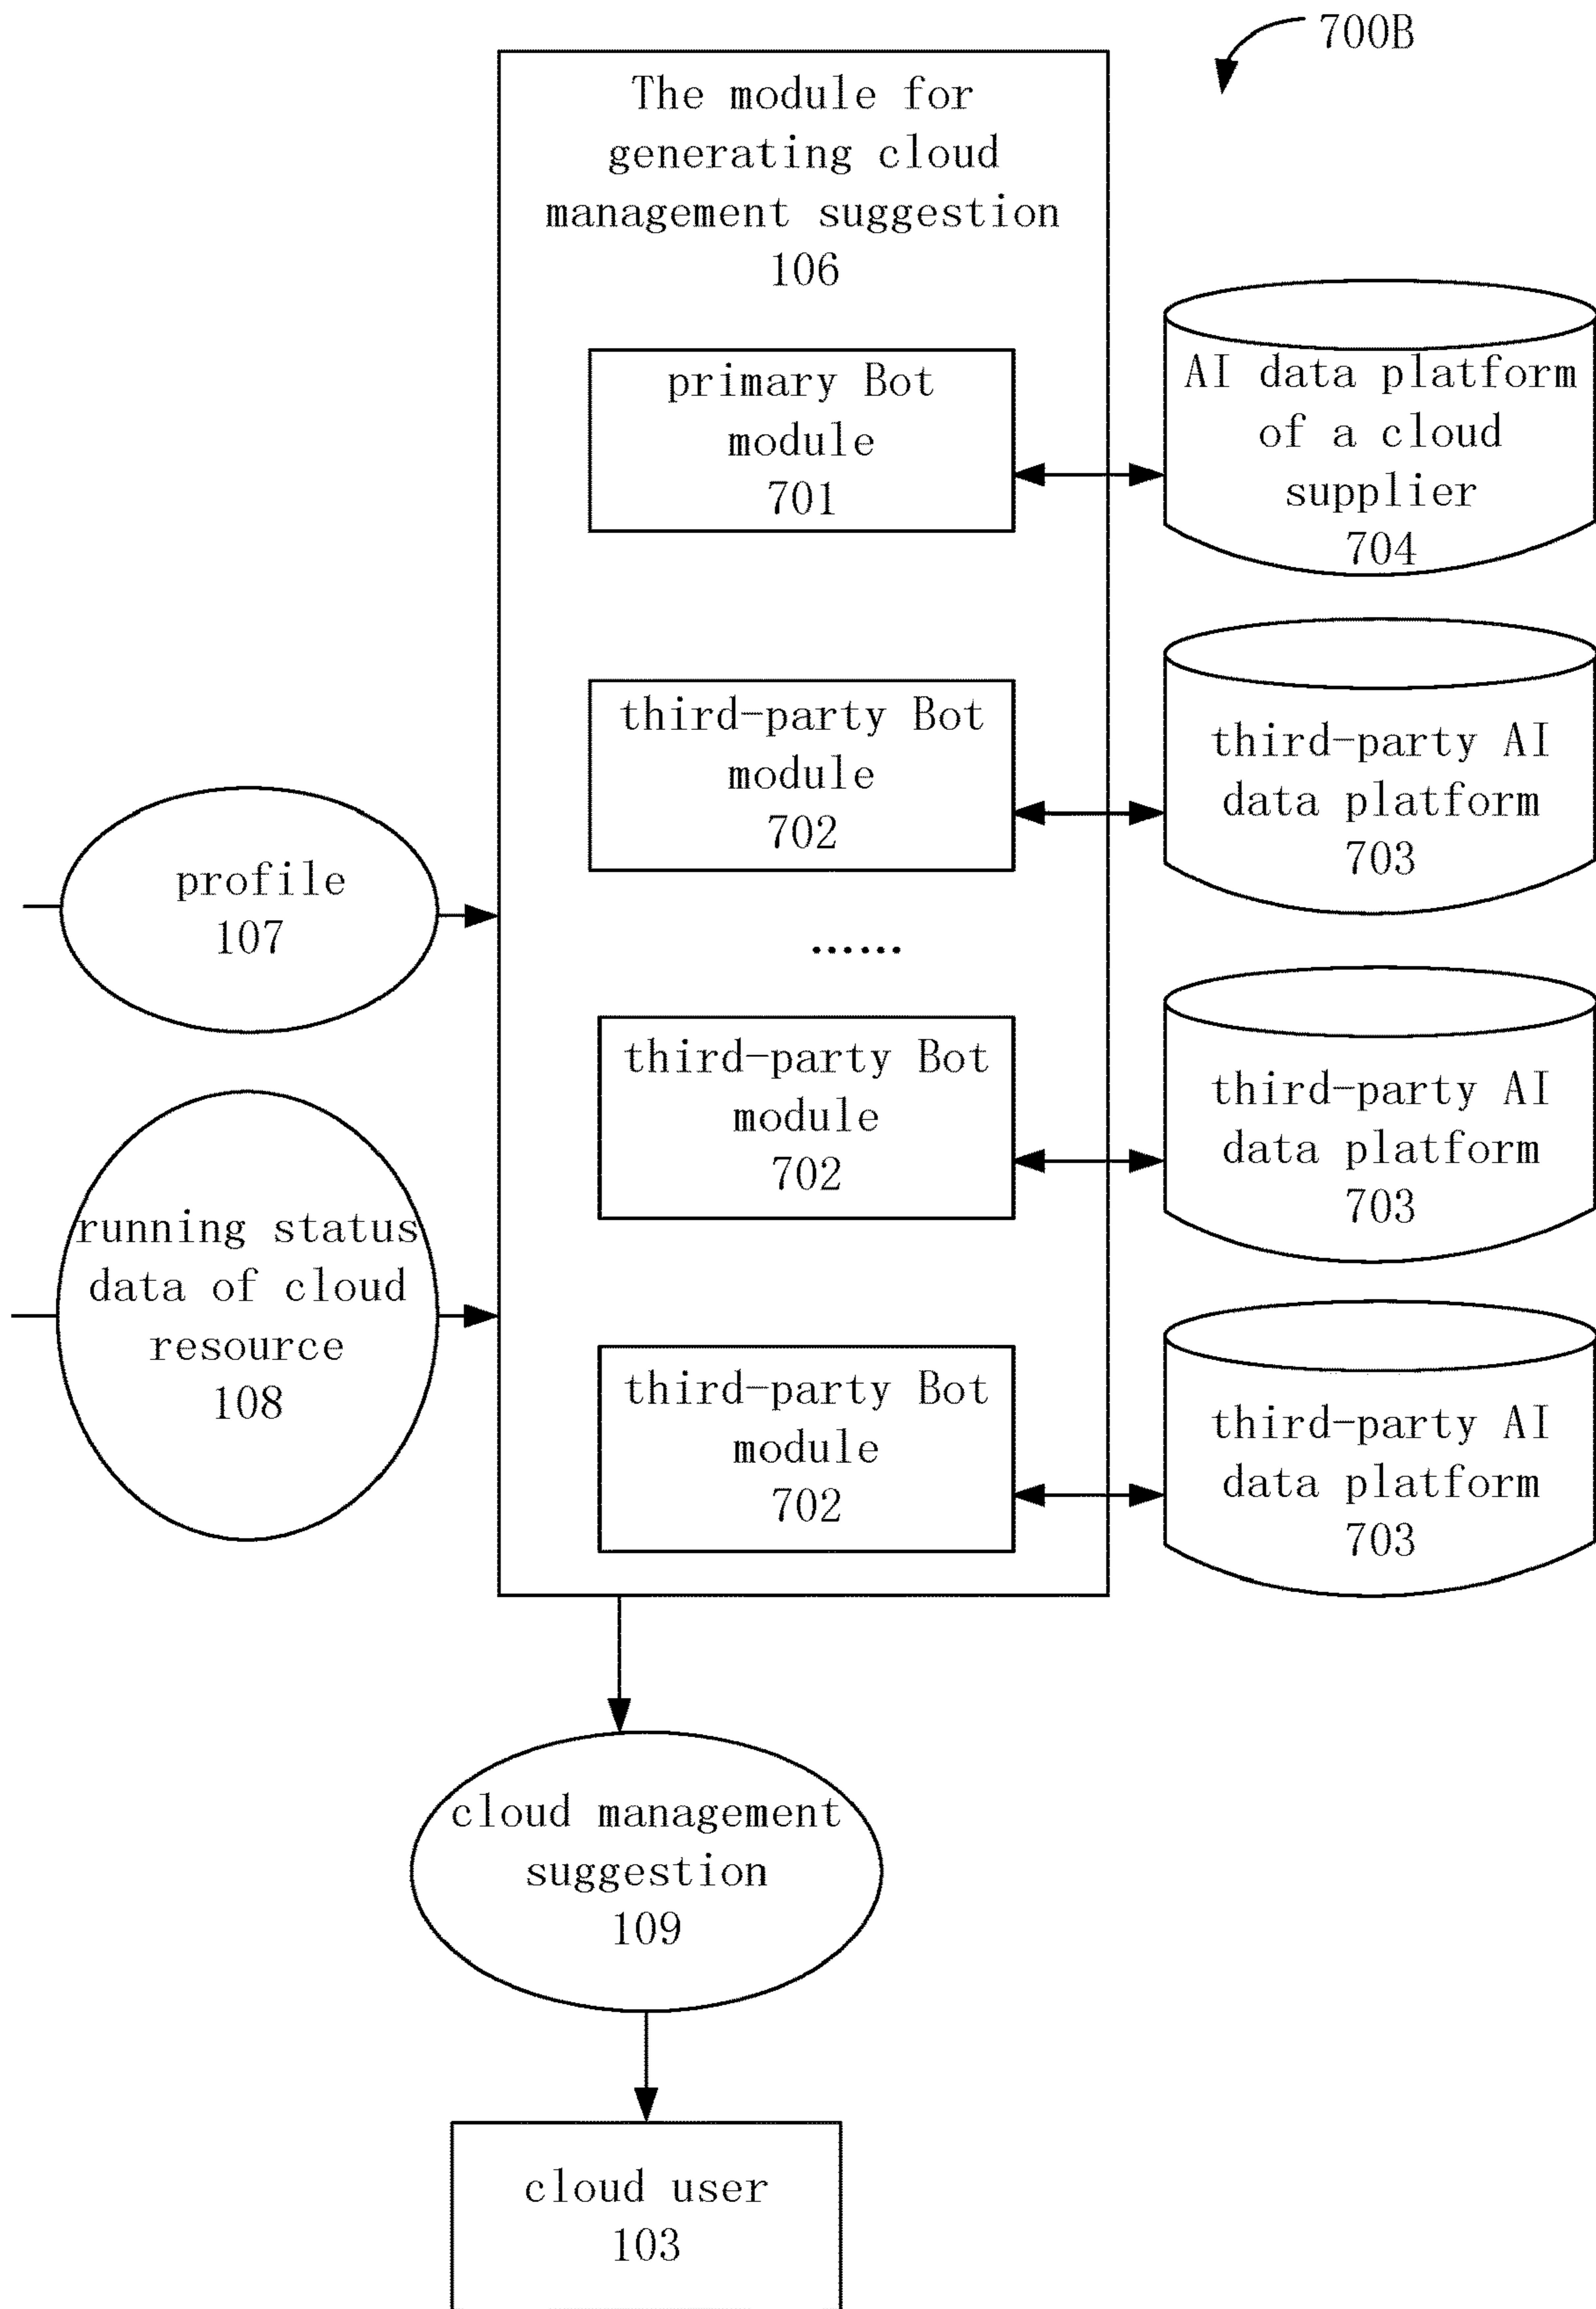 700B
The module for
generating cloud
management suggestion
106
primary Bot
module
701
AI data platform
of a cloud
supplier
704
third-party Bot
module
702
third-party AI
data platform
703
profile
107
......
third-party Bot
module
702
third-party AI
data platform
703
running status
data of cloud
resource
108
third-party Bot
module
702
third-party AI
data platform
703
cloud management
suggestion
109
cloud user
103